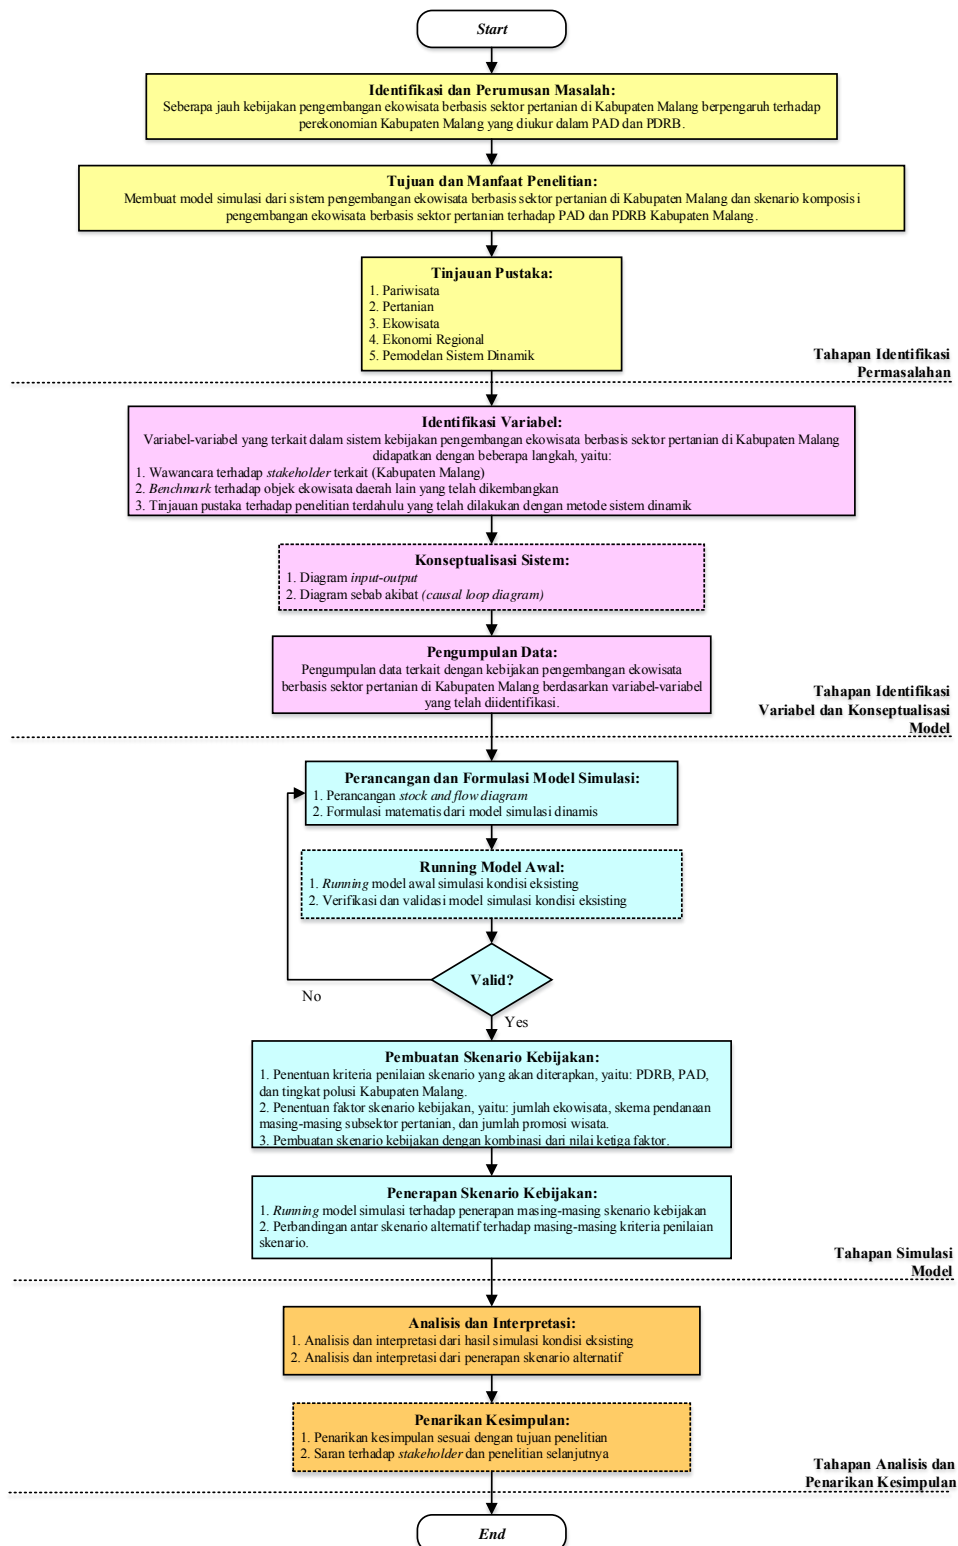 Start
Identifikasi dan Perumusan Masalah:
Seberapa jauh kebijakan pengembangan ekowisata berbasis sektor pertanian di Kabupaten Malang berpengaruh terhadap
perekonomian Kabupaten Malang yang diukur dalam PAD dan PDRB.
Tujuan dan Manfaat Penelitian:
Membuat model simulasi dari sistem pengembangan ekowisata berbasis sektor pertanian di Kabupaten Malang dan skenario komposisi
pengembangan ekowisata berbasis sektor pertanian terhadap PAD dan PDRB Kabupaten Malang.
Tinjauan Pustaka:
1. Pariwisata
2. Pertanian
3. Ekowisata
4. Ekonomi Regional
5. Pemodelan Sistem Dinamik
Tahapan Identifikasi
Permasalahan
Identifikasi Variabel:
Variabel-variabel yang terkait dalam sistem kebijakan pengembangan ekowisata berbasis sektor pertanian di Kabupaten Malang
didapatkan dengan beberapa langkah, yaitu:
1. Wawancara terhadap stakeholder terkait (Kabupaten Malang)
2. Benchmark terhadap objek ekowisata daerah lain yang telah dikembangkan
3. Tinjauan pustaka terhadap penelitian terdahulu yang telah dilakukan dengan metode sistem dinamik
Konseptualisasi Sistem:
1. Diagram input-output
2. Diagram sebab akibat (causal loop diagram)
Pengumpulan Data:
Pengumpulan data terkait dengan kebijakan pengembangan ekowisata
berbasis sektor pertanian di Kabupaten Malang berdasarkan variabel-variabel
yang telah diidentifikasi.
Tahapan Identifikasi
Variabel dan Konseptualisasi
Model
Perancangan dan Formulasi Model Simulasi:
1. Perancangan stock and flow diagram
2. Formulasi matematis dari model simulasi dinamis
Running Model Awal:
1. Running model awal simulasi kondisi eksisting
2. Verifikasi dan validasi model simulasi kondisi eksisting
Valid?
No
Yes
Pembuatan Skenario Kebijakan:
1. Penentuan kriteria penilaian skenario yang akan diterapkan, yaitu: PDRB, PAD,
dan tingkat polusi Kabupaten Malang.
2. Penentuan faktor skenario kebijakan, yaitu: jumlah ekowisata, skema pendanaan
masing-masing subsektor pertanian, dan jumlah promosi wisata.
3. Pembuatan skenario kebijakan dengan kombinasi dari nilai ketiga faktor.
Penerapan Skenario Kebijakan:
1. Running model simulasi terhadap penerapan masing-masing skenario kebijakan
2. Perbandingan antar skenario alternatif terhadap masing-masing kriteria penilaian
skenario.
Tahapan Simulasi
Model
Analisis dan Interpretasi:
1. Analisis dan interpretasi dari hasil simulasi kondisi eksisting
2. Analisis dan interpretasi dari penerapan skenario alternatif
Penarikan Kesimpulan:
1. Penarikan kesimpulan sesuai dengan tujuan penelitian
2. Saran terhadap stakeholder dan penelitian selanjutnya
Tahapan Analisis dan
Penarikan Kesimpulan
End